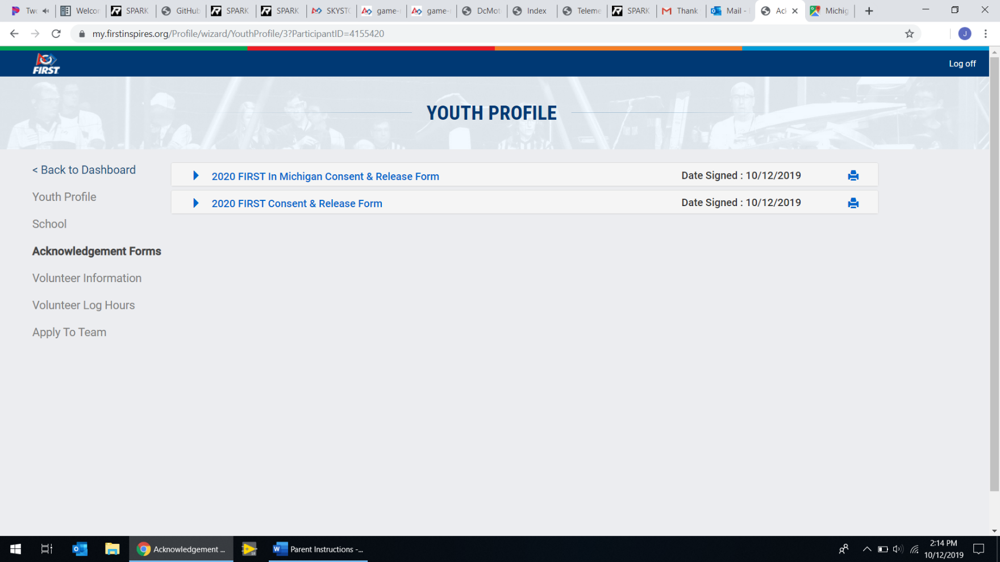 Twc
Welcor
SPARK
GitHub
SPARK
SPARK
SKYSTC
game-
game-
DcMot
Index
Teleme
SPARK
Thank
Mail -
Acl
Michig
my.firstinspires.org/Profile/wizard/YouthProfile/3?ParticipantID=4155420
J
FIRST
Log off
YOUTH PROFILE
< Back to Dashboard
Youth Profile
School
Acknowledgement Forms
Volunteer Information
Volunteer Log Hours
Apply To Team
2020 FIRST In Michigan Consent & Release Form
Date Signed : 10/12/2019
2020 FIRST Consent & Release Form
Date Signed : 10/12/2019
Acknowledgement ...
Parent Instructions -...
2:14 PM
10/12/2019